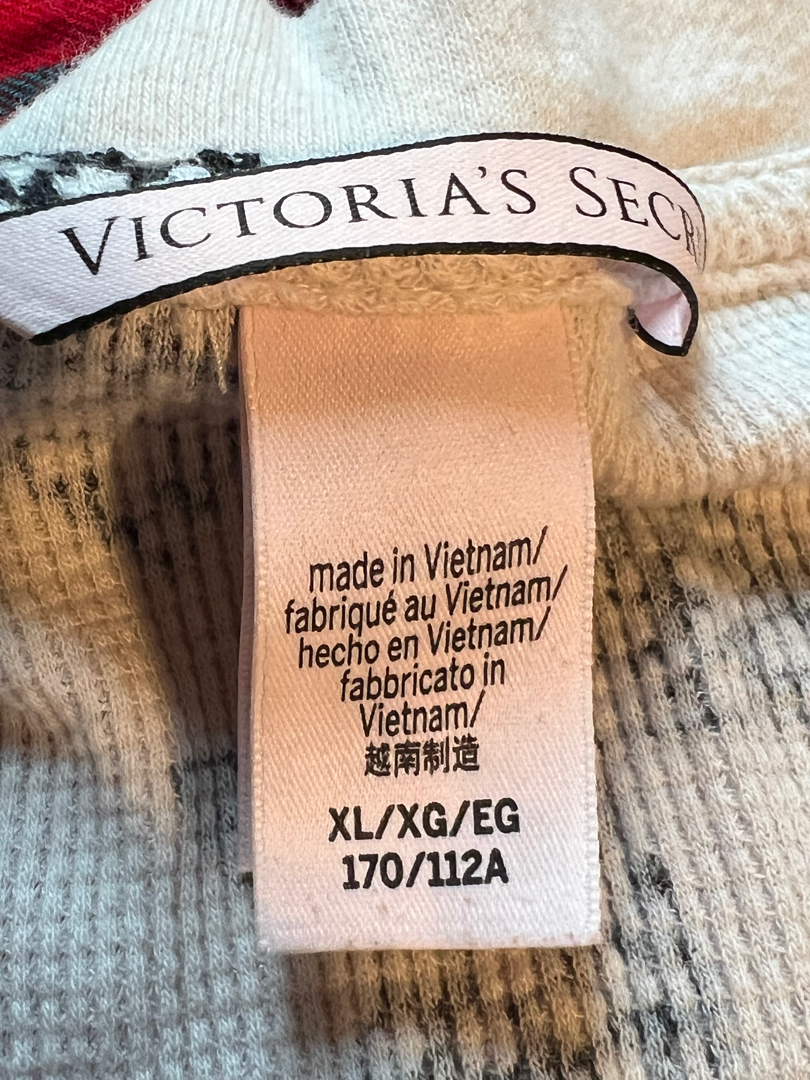 VICTORIA'S SECR
made in Vietnam/
fabriqué au Vietnam/
hecho en Vietnam/
fabbricato in
Vietnam/
越南制造
XL/XG/EG
170/112A